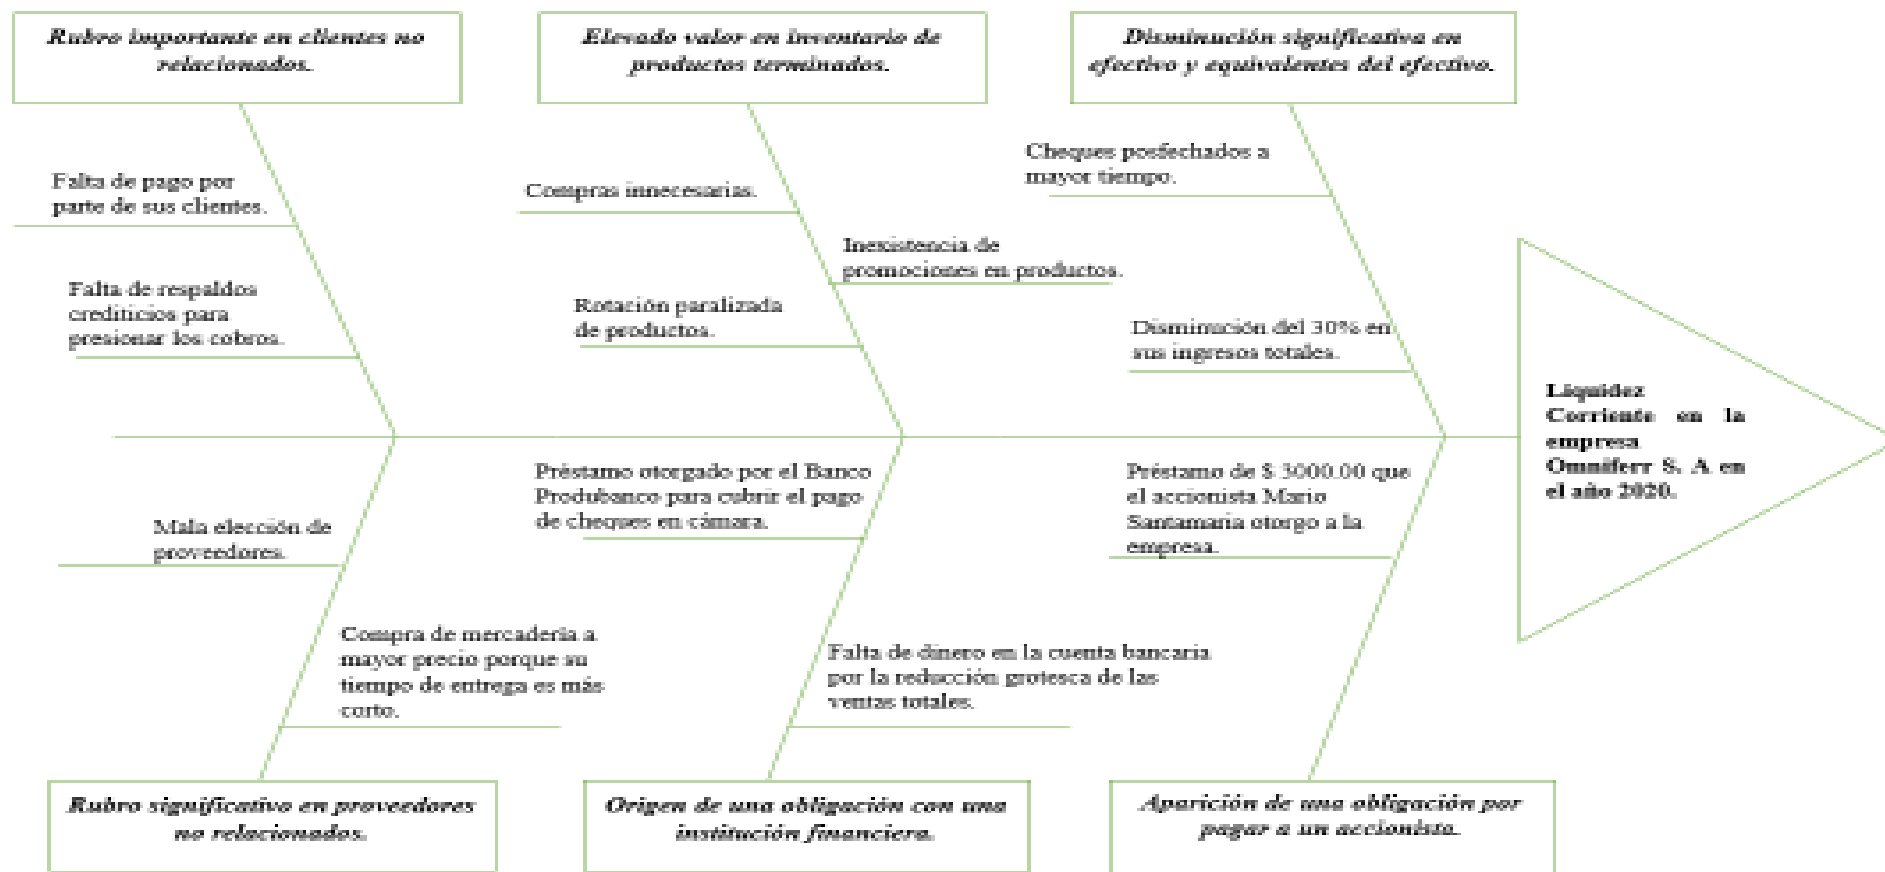 Rubro importante en clientes no
relacionados.
Elevado valor en inventario de
productos terminados.
Disminución significativa en
efectivo y equivalentes del efectivo.
Falta de pago por
parte de sus clientes.
Falta de respaldos
crediticios para
presionar los cobros.
Compras innecesarias.
Inexistencia de
promociones en productos.
Rotación paralizada
de productos.
Cheques posfechados a
mayor tiempo.
Disminución del 30% en
sus ingresos totales.
Líquidez
Corriente en la
empresa
Omniferr S. A en
el año 2020.
Mala elección de
proveedores.
Compra de mercadería a
mayor precio porque su
tiempo de entrega es más
corto.
Préstamo otorgado por el Banco
Produbanco para cubrir el pago
de cheques en cámara.
Falta de dinero en la cuenta bancaria
por la reducción grotesca de las
ventas totales.
Préstamo de $ 3000.00 que
el accionista Mario
Santamaria otorgo a la
empresa.
Rubro significativo en proveedores
no relacionados.
Origen de una obligación con una
institución financiera.
Aparición de una obligación por
pagar a un accionista.